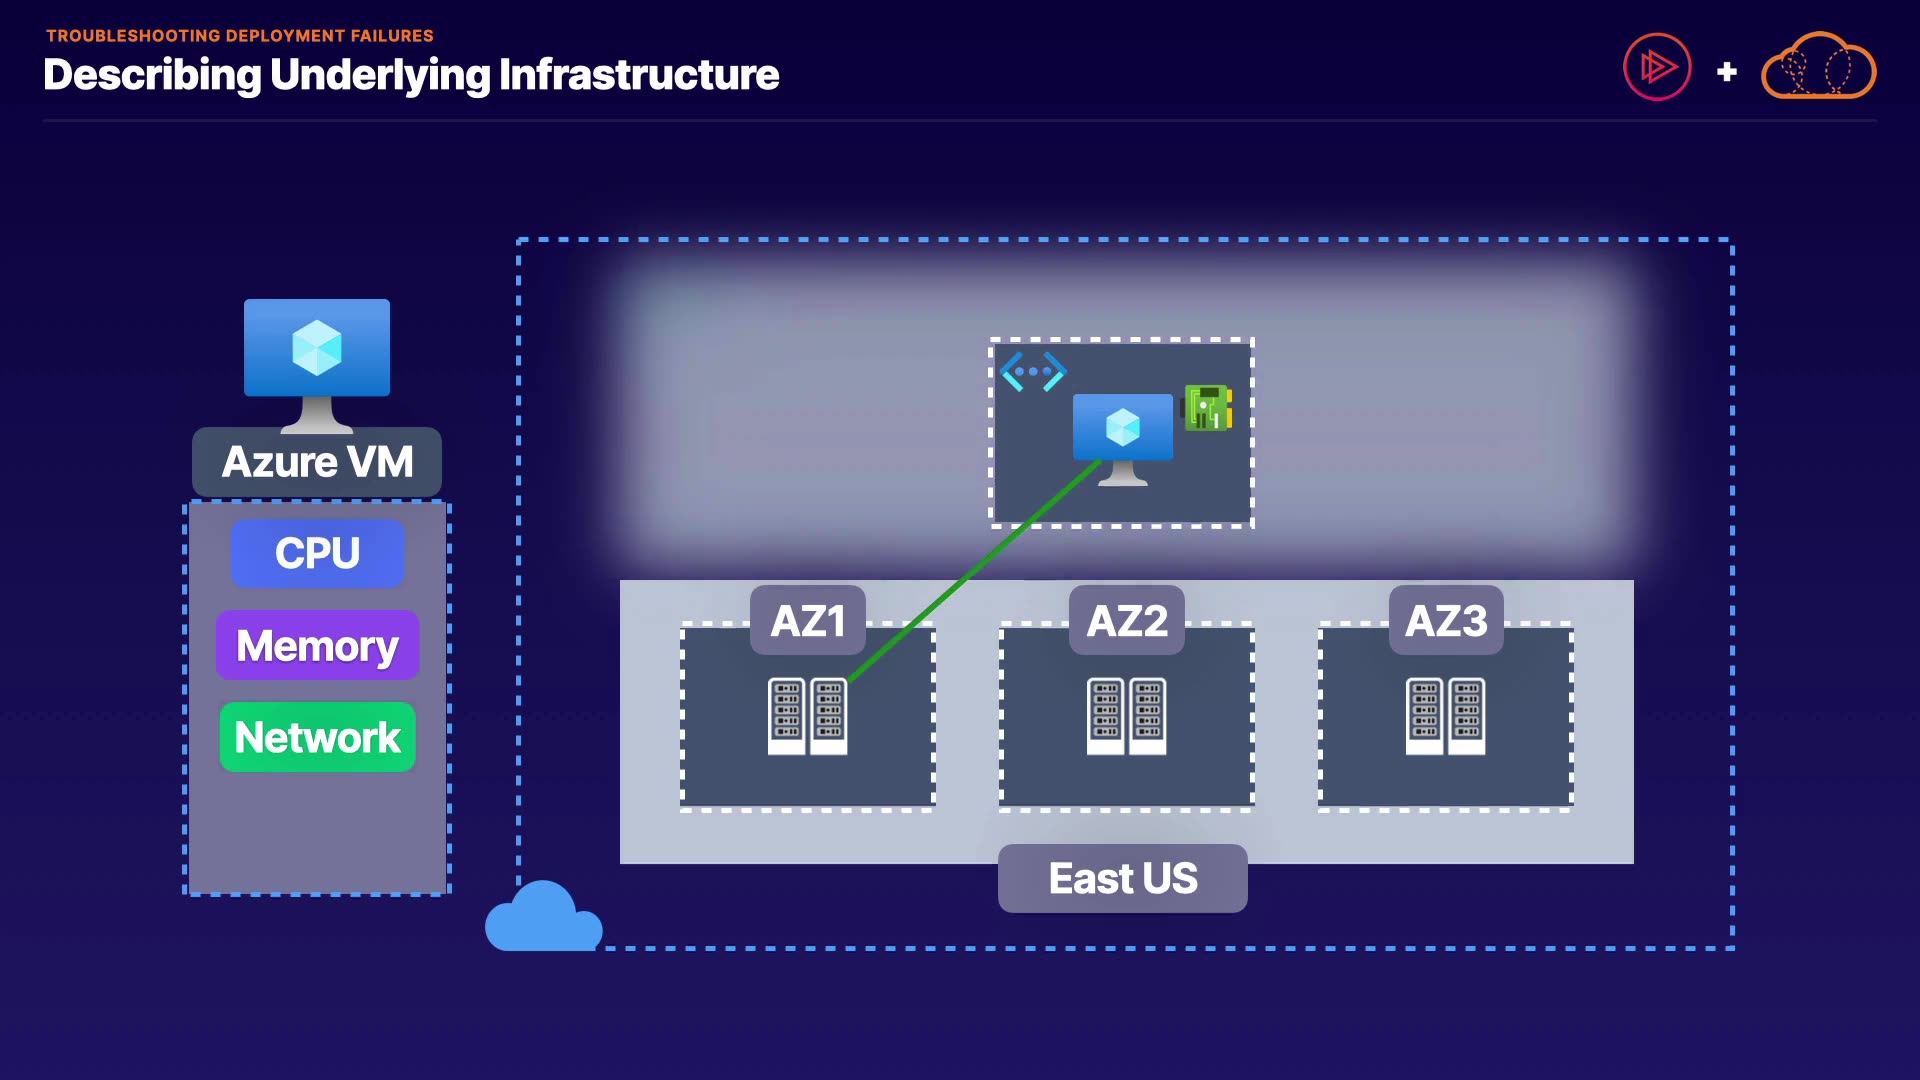 TROUBLESHOOTING DEPLOYMENT FAILURES
Describing Underlying Infrastructure
Azure VM
CPU
Memory
Network
AZ1
AZ2
AZ3
East US